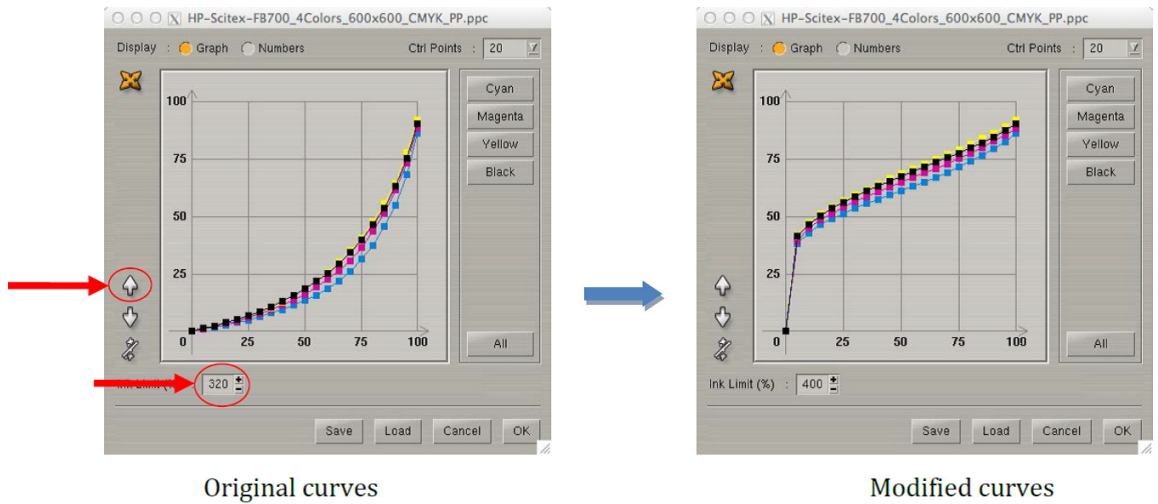 HP-Scitex-FB700_4Colors_600x600_CMYK_PP.ppc
Display : Graph Numbers Ctrl Points : 20
Cyan
100
Magenta
75
Yellow
Black
50
25
0 25 50 75 100
All
Ink Limit (%) : 320
Save Load Cancel OK
Original curves
HP-Scitex-FB700_4Colors_600x600_CMYK_PP.ppc
Display : Graph Numbers Ctrl Points : 20
Cyan
100
Magenta
75
Yellow
Black
50
25
0 25 50 75 100
All
Ink Limit (%) : 400
Save Load Cancel OK
Modified curves